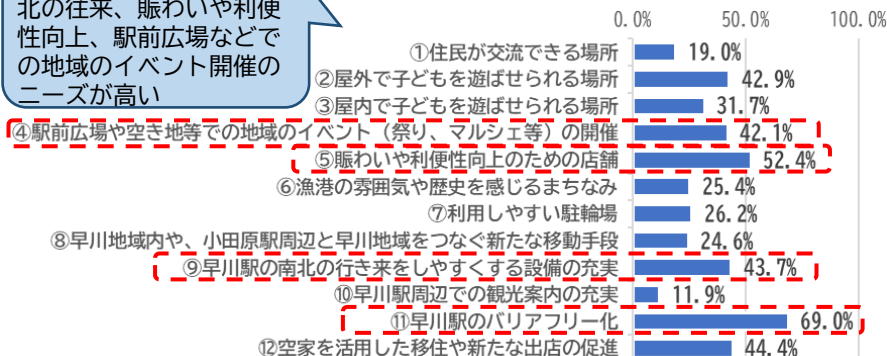 北の往来、賑わいや利便
性向上、駅前広場などで
の地域のイベント開催の
ニーズが高い
0.0% 50.0% 100.0%
①住民が交流できる場所 19.0%
②屋外で子どもを遊ばせられる場所 42.9%
③屋内で子どもを遊ばせられる場所 31.7%
④駅前広場や空き地等での地域のイベント（祭り、マルシェ等）の開催 42.1%
⑤賑わいや利便性向上のための店舗 52.4%
⑥漁港の雰囲気や歴史を感じるまちなみ 25.4%
⑦利用しやすい駐輪場 26.2%
⑧早川地域内や、小田原駅周辺と早川地域をつなぐ新たな移動手段 24.6%
⑨早川駅の南北の行き来をしやすくする設備の充実 43.7%
⑩早川駅周辺での観光案内の充実 11.9%
⑪早川駅のバリアフリー化 69.0%
⑫空家を活用した移住や新たな出店の促進 44.4%